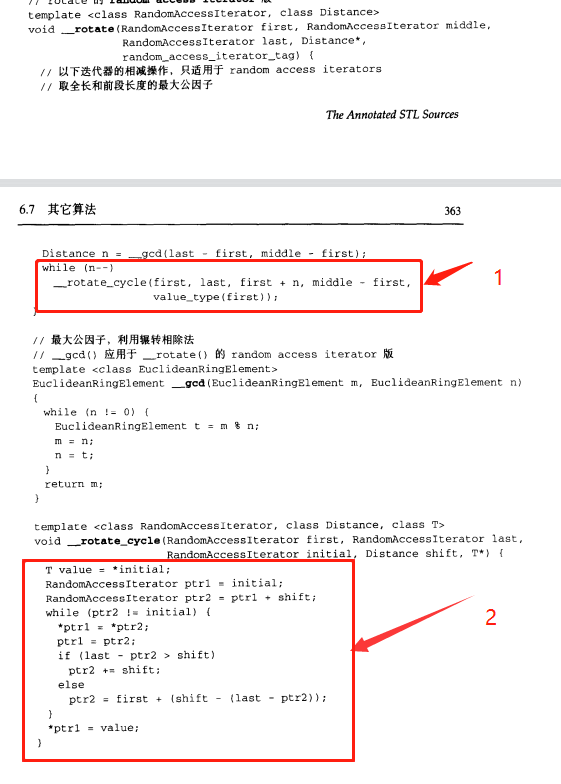 // rotate 的 random access iterator 版
template <class RandomAccessIterator, class Distance>
void __rotate(RandomAccessIterator first, RandomAccessIterator middle,
RandomAccessIterator last, Distance*,
random_access_iterator_tag) {
// 以下迭代器的相减操作，只适用于 random access iterators
// 取全长和前段长度的最大公因子
The Annotated STL Sources
6.7 其它算法 363
Distance n = __gcd(last - first, middle - first);
while (n--)
__rotate_cycle(first, last, first + n, middle - first,
value_type(first));
}
1
// 最大公因子，利用辗转相除法
// __gcd() 应用于 __rotate() 的 random access iterator 版
template <class EuclideanRingElement>
EuclideanRingElement __gcd(EuclideanRingElement m, EuclideanRingElement n)
{
while (n != 0) {
EuclideanRingElement t = m % n;
m = n;
n = t;
}
return m;
}
template <class RandomAccessIterator, class Distance, class T>
void __rotate_cycle(RandomAccessIterator first, RandomAccessIterator last,
RandomAccessIterator initial, Distance shift, T*) {
T value = *initial;
RandomAccessIterator ptr1 = initial;
RandomAccessIterator ptr2 = ptr1 + shift;
while (ptr2 != initial) {
*ptr1 = *ptr2;
ptr1 = ptr2;
if (last - ptr2 > shift)
ptr2 += shift;
else
ptr2 = first + (shift - (last - ptr2));
}
*ptr1 = value;
}
2